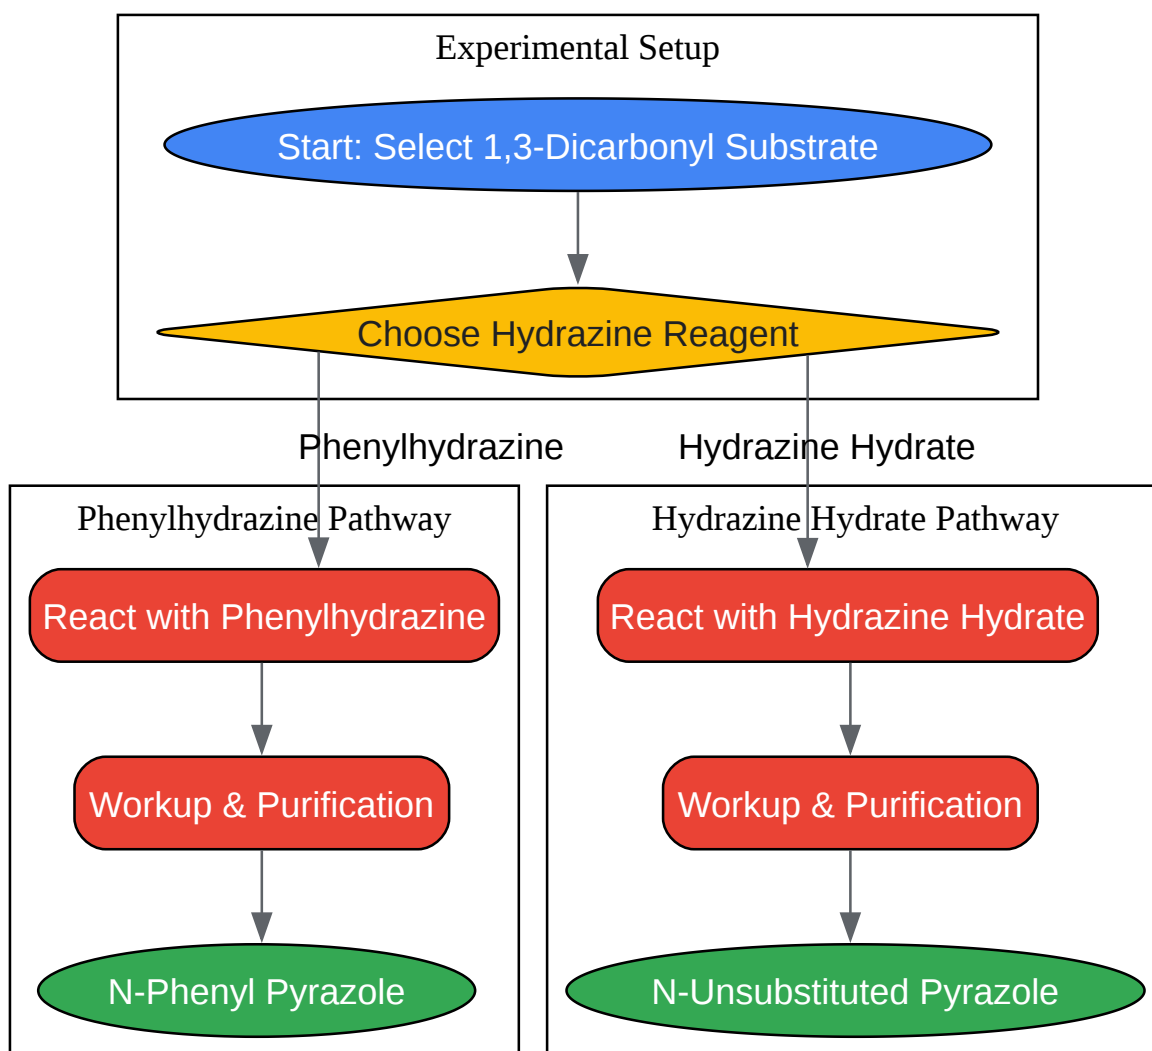 Experimental Setup
Start: Select 1,3-Dicarbonyl Substrate
Choose Hydrazine Reagent
Phenylhydrazine
Hydrazine Hydrate
Phenylhydrazine Pathway
React with Phenylhydrazine
Workup & Purification
N-Phenyl Pyrazole
Hydrazine Hydrate Pathway
React with Hydrazine Hydrate
Workup & Purification
N-Unsubstituted Pyrazole